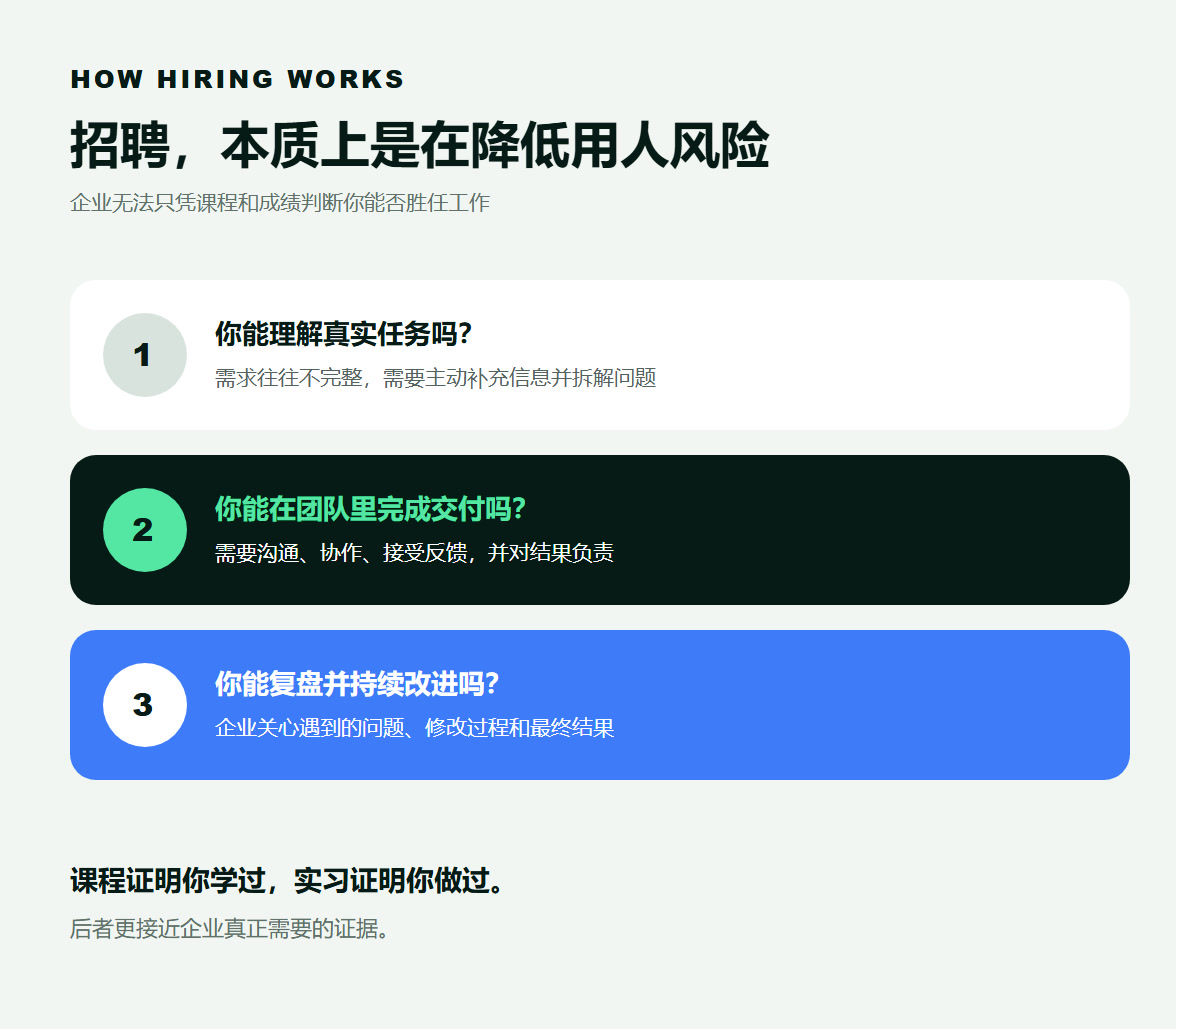 HOW HIRING WORKS
招聘，本质上是在降低用人风险
企业无法只凭课程和成绩判断你能否胜任工作
1
你能理解真实任务吗？
需求往往不完整，需要主动补充信息并拆解问题
2
你能在团队里完成交付吗？
需要沟通、协作、接受反馈，并对结果负责
3
你能复盘并持续改进吗？
企业关心遇到的问题、修改过程和最终结果
课程证明你学过，实习证明你做过。
后者更接近企业真正需要的证据。